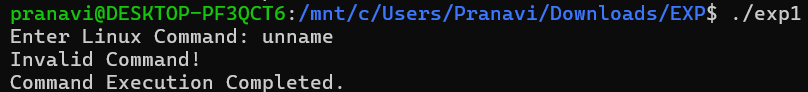 pranavi@DESKTOP-PF3QCT6:/mnt/c/Users/Pranavi/Downloads/EXP$ ./exp1
Enter Linux Command: unname
Invalid Command!
Command Execution Completed.